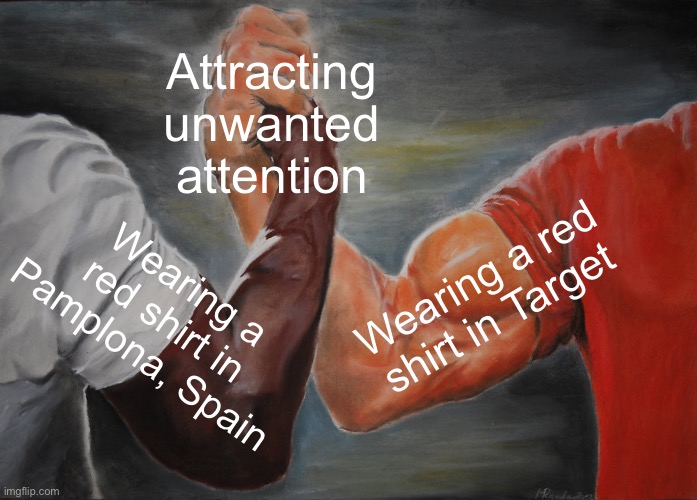 Attracting
unwanted
attention
Wearing a
red shirt in
Pamplona, Spain
Wearing a red
shirt in Target
imgflip.com